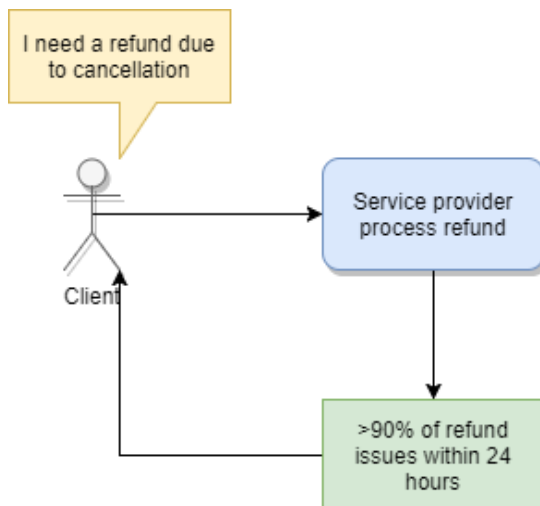 I need a refund due
to cancellation
Service provider
process refund
Client
>90% of refund
issues within 24
hours